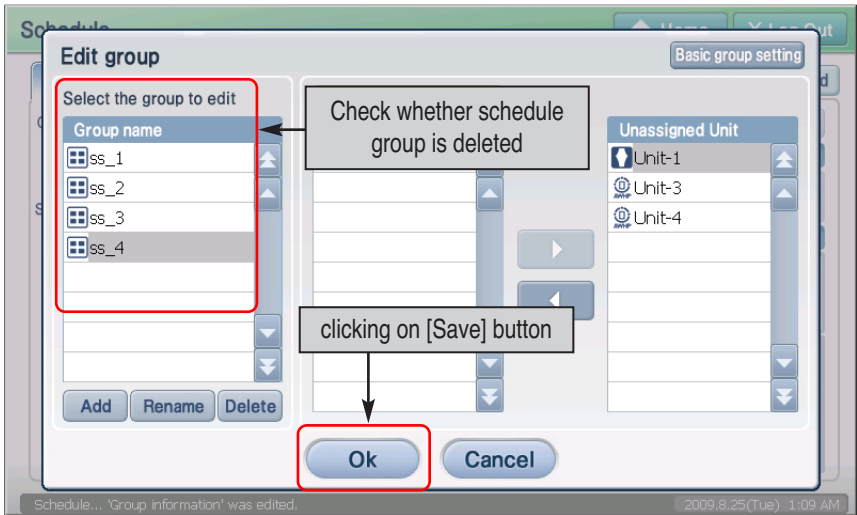 Schedule
Home
X Log Out
Edit group
Basic group setting
Select the group to edit
Group name
ss_1
ss_2
ss_3
ss_4
Add
Rename
Delete
Check whether schedule
group is deleted
Unassigned Unit
Unit-1
Unit-3
Unit-4
clicking on [Save] button
Ok
Cancel
Schedule... 'Group information' was edited.
2009.8.25(Tue) 1:09 AM